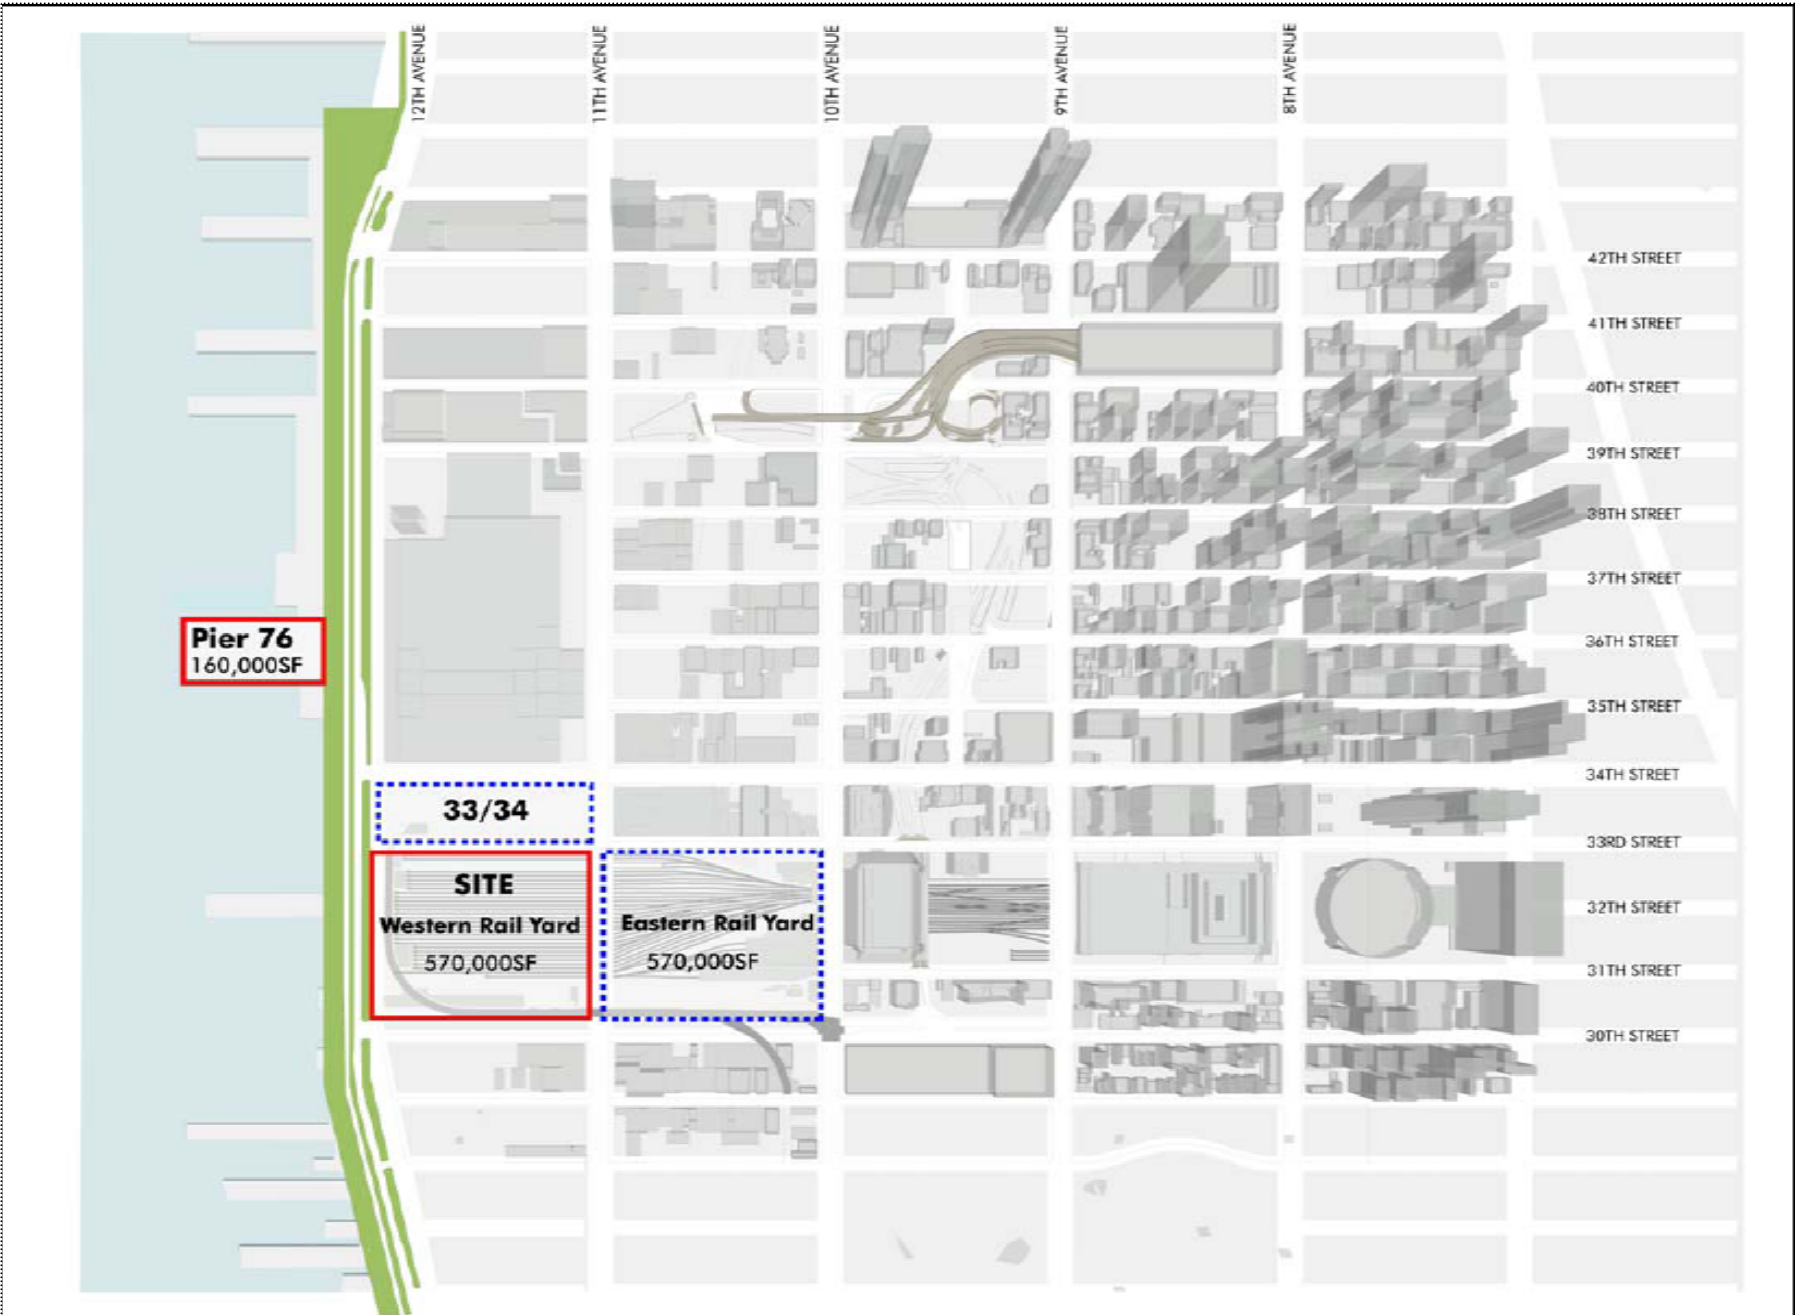 12TH AVENUE
11TH AVENUE
10TH AVENUE
9TH AVENUE
8TH AVENUE
42TH STREET
41TH STREET
40TH STREET
39TH STREET
38TH STREET
37TH STREET
Pier 76
160,000SF
36TH STREET
35TH STREET
34TH STREET
33/34
33RD STREET
SITE
Western Rail Yard
570,000SF
Eastern Rail Yard
570,000SF
32TH STREET
31TH STREET
30TH STREET